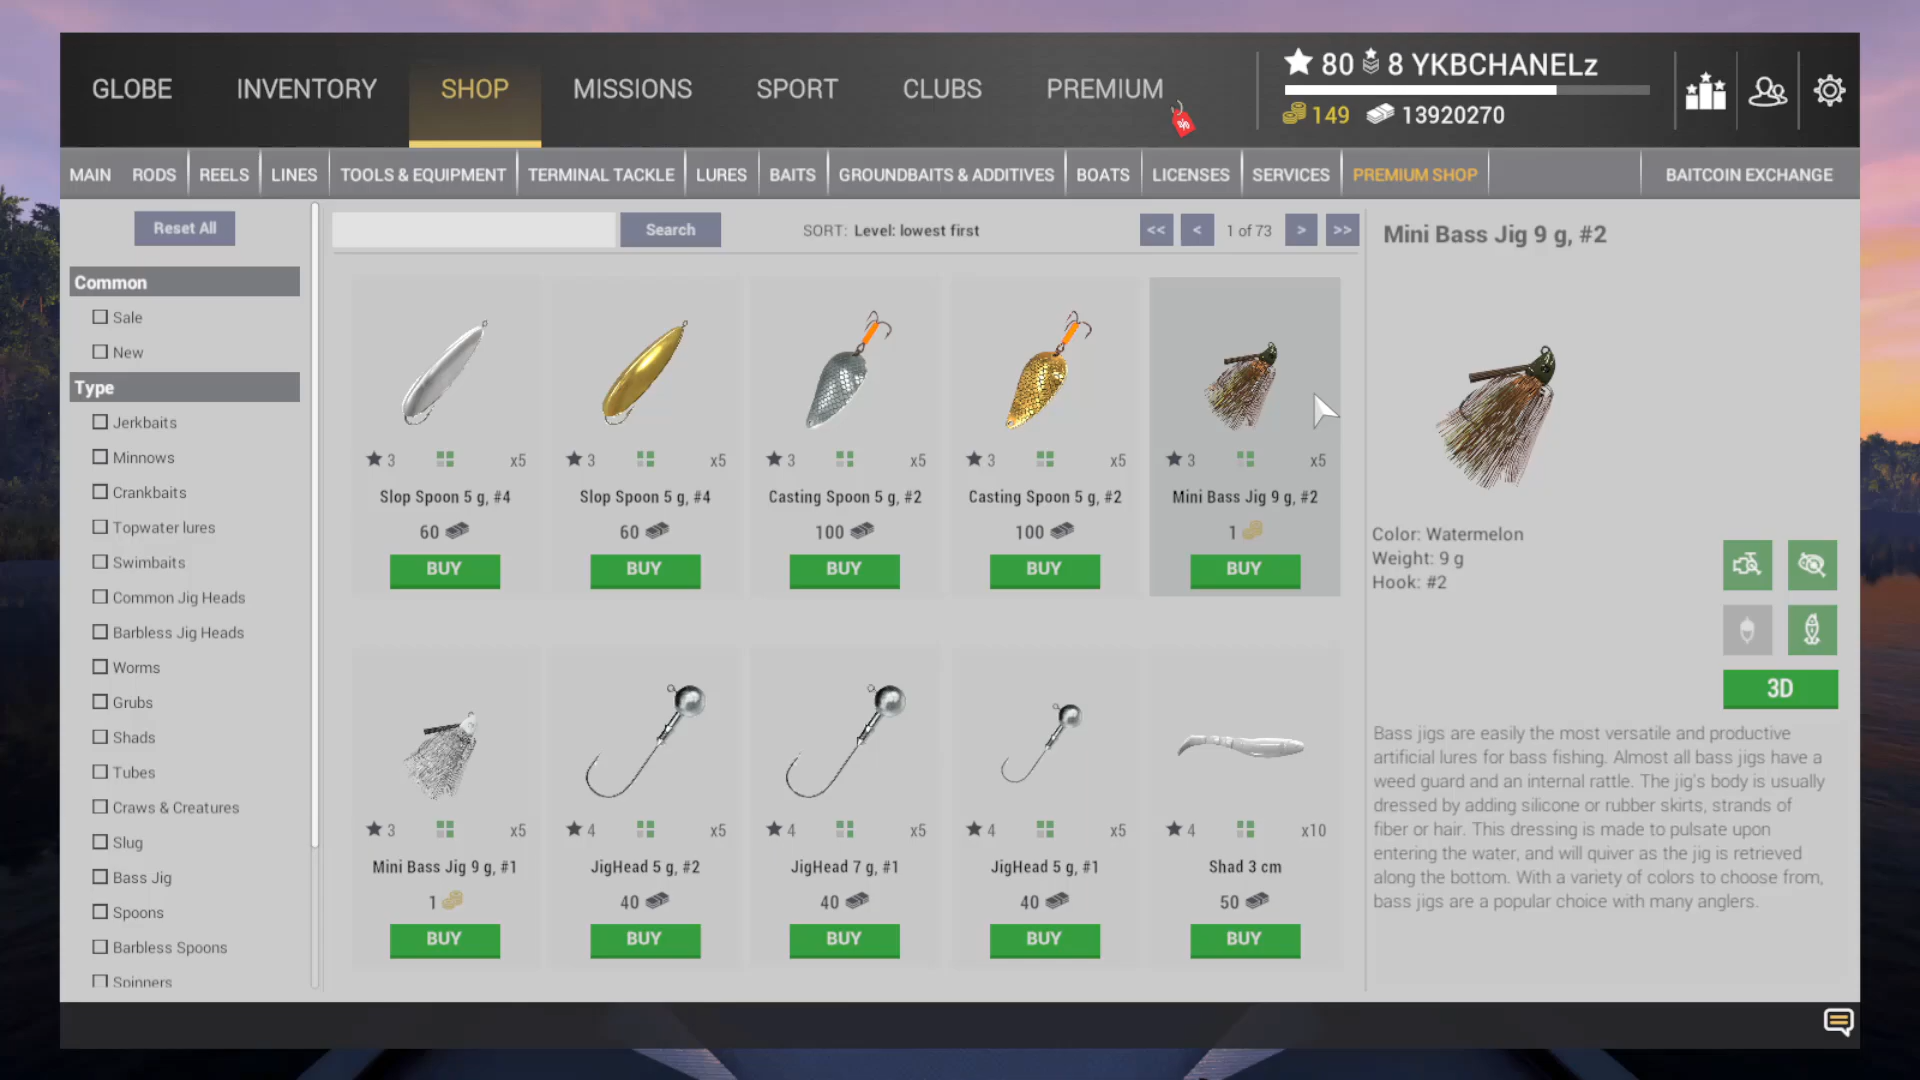 GLOBE INVENTORY SHOP MISSIONS SPORT CLUBS PREMIUM
%
80 8 YKBCHANELz
149 13920270
MAIN RODS REELS LINES TOOLS & EQUIPMENT TERMINAL TACKLE LURES BAITS GROUNDBAITS & ADDITIVES BOATS LICENSES SERVICES PREMIUM SHOP BAITCOIN EXCHANGE
Reset All
Common
Sale
New
Type
Jerkbaits
Minnows
Crankbaits
Topwater lures
Swimbaits
Common Jig Heads
Barbless Jig Heads
Worms
Grubs
Shads
Tubes
Craws & Creatures
Slug
Bass Jig
Spoons
Barbless Spoons
Spinners
Search
SORT: Level: lowest first
<< < 1 of 73 > >>
3 x5 3 x5 3 x5 3 x5 3 x5
Slop Spoon 5 g, #4 Slop Spoon 5 g, #4 Casting Spoon 5 g, #2 Casting Spoon 5 g, #2 Mini Bass Jig 9 g, #2
60 60 100 100 1
BUY BUY BUY BUY BUY
3 x5 4 x5 4 x5 4 x5 4 x10
Mini Bass Jig 9 g, #1 JigHead 5 g, #2 JigHead 7 g, #1 JigHead 5 g, #1 Shad 3 cm
1 40 40 40 50
BUY BUY BUY BUY BUY
Mini Bass Jig 9 g, #2
Color: Watermelon
Weight: 9 g
Hook: #2
3D
Bass jigs are easily the most versatile and productive
artificial lures for bass fishing. Almost all bass jigs have a
weed guard and an internal rattle. The jig's body is usually
dressed by adding silicone or rubber skirts, strands of
fiber or hair. This dressing is made to pulsate upon
entering the water, and will quiver as the jig is retrieved
along the bottom. With a variety of colors to choose from,
bass jigs are a popular choice with many anglers.